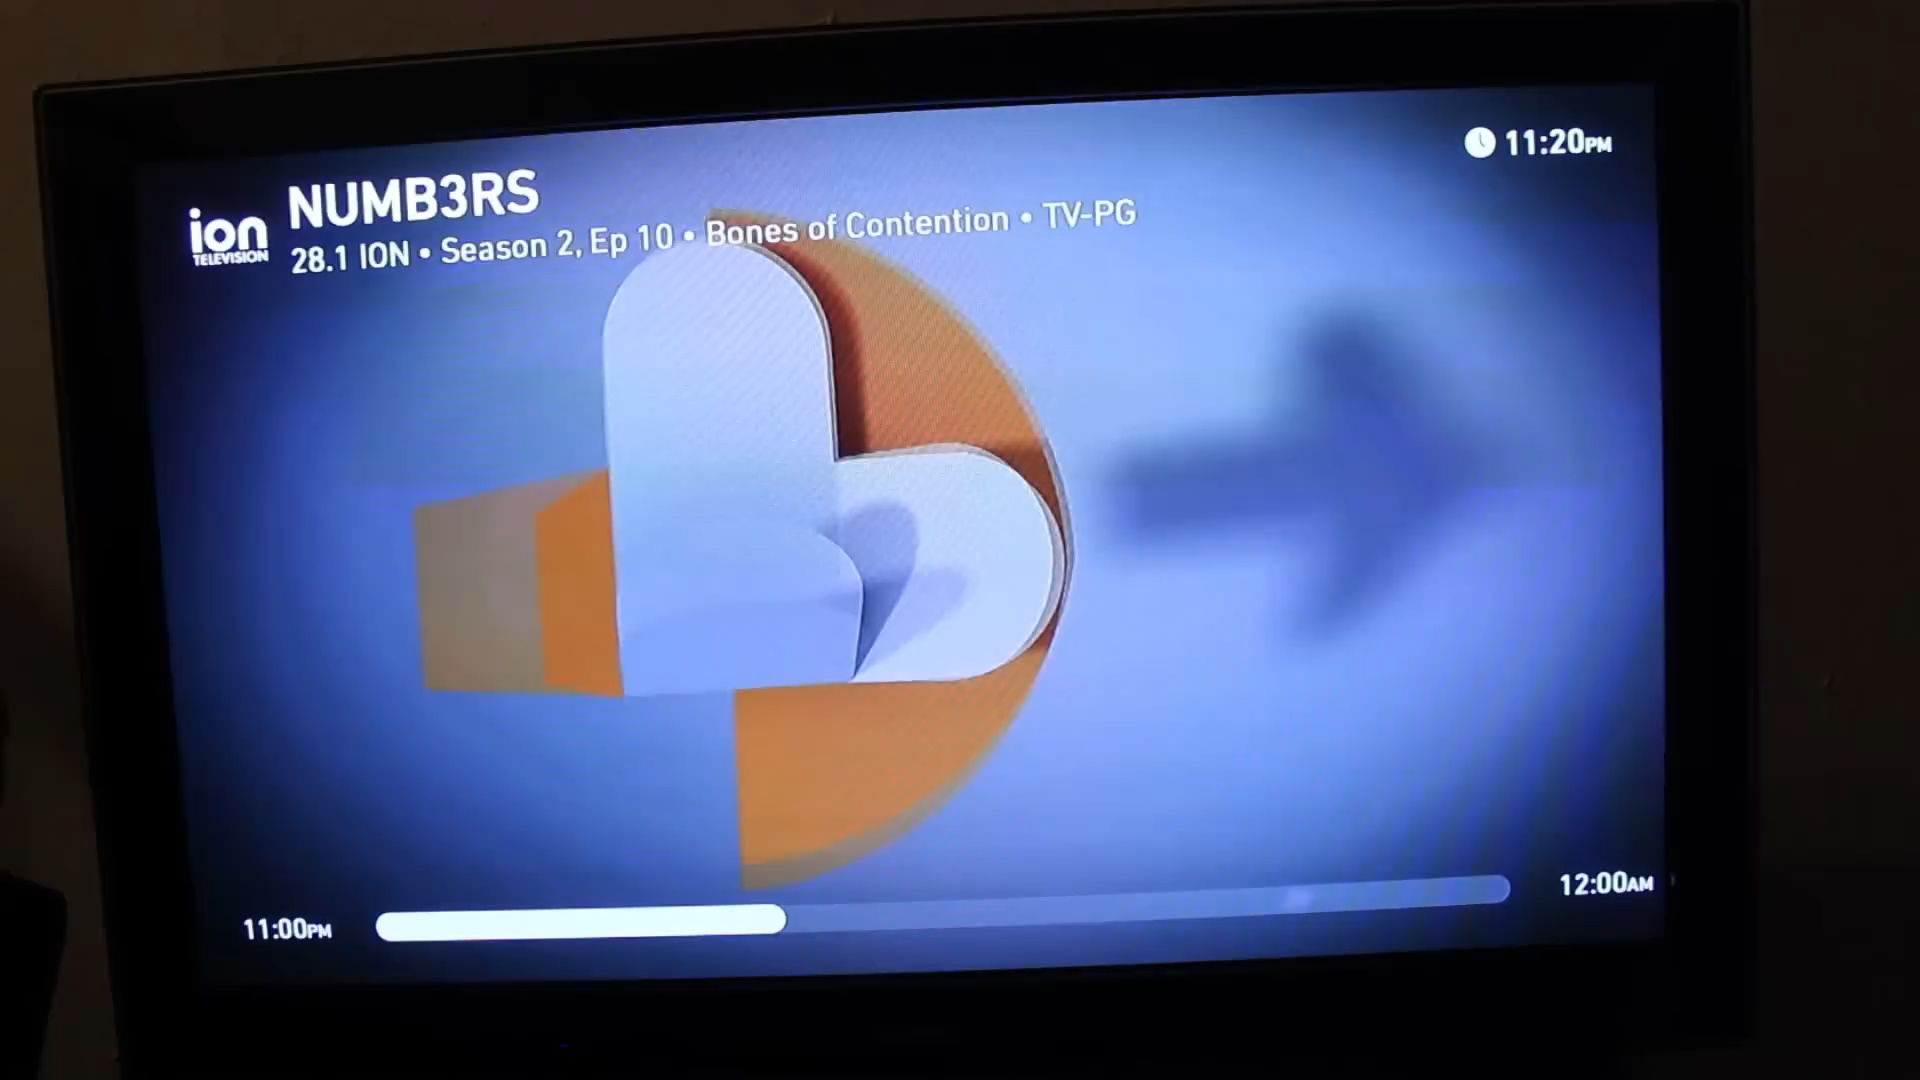 ion
TELEVISION
NUMB3RS
28.1 ION • Season 2, Ep 10 • Bones of Contention • TV-PG
11:20PM
11:00PM
12:00AM